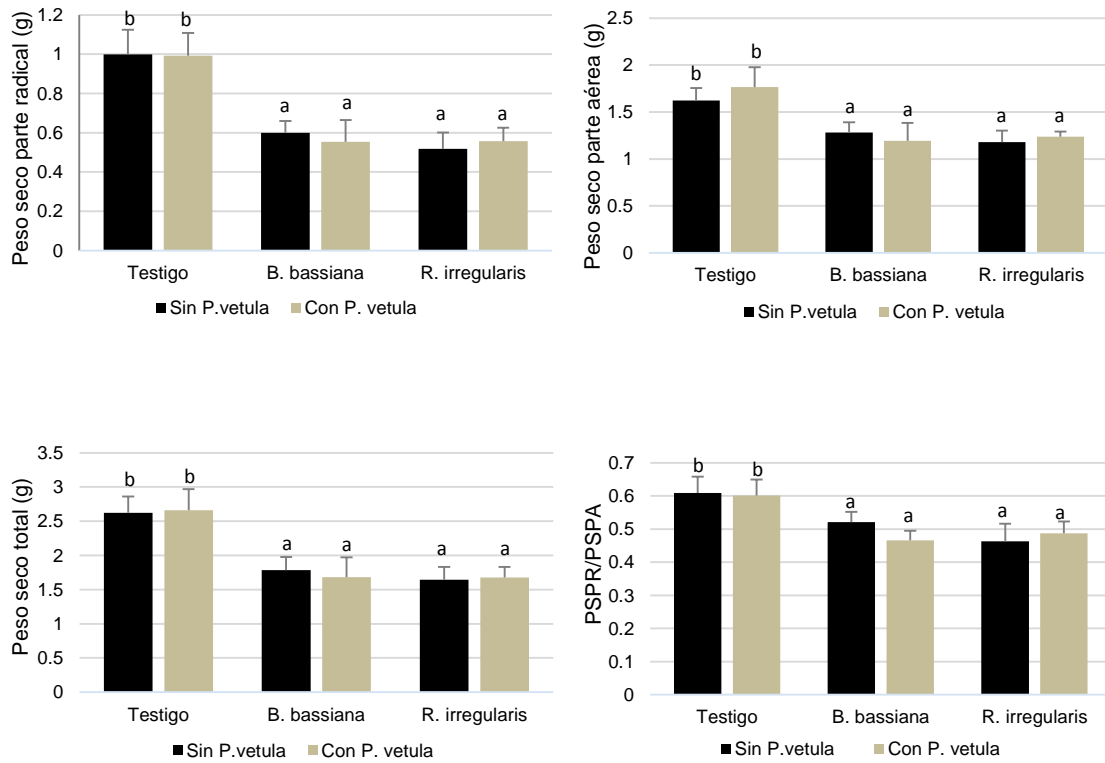 Peso seco parte radical (g)
1.2
1
0.8
0.6
0.4
0.2
0
b b
a a
a a
Testigo B. bassiana R. irregularis
Sin P.vetula Con P. vetula
Peso seco parte aérea (g)
2.5
2
1.5
1
0.5
0
b b
a a
a a
Testigo B. bassiana R. irregularis
Sin P.vetula Con P. vetula
Peso seco total (g)
3.5
3
2.5
2
1.5
1
0.5
0
b b
a a
a a
Testigo B. bassiana R. irregularis
Sin P.vetula Con P. vetula
PSPR/PSPA
0.7
0.6
0.5
0.4
0.3
0.2
0.1
0
b b
a a
a a
Testigo B. bassiana R. irregularis
Sin P.vetula Con P. vetula